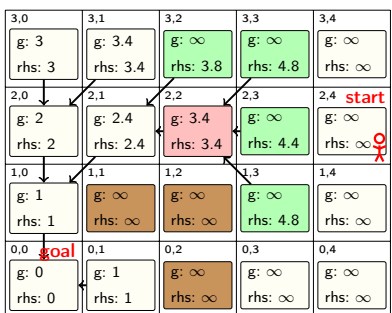 3,0 3,1 3,2 3,3 3,4
g: 3 g: 3.4 g: ∞ g: ∞ g: ∞
rhs: 3 rhs: 3.4 rhs: 3.8 rhs: 4.8 rhs: ∞
2,0 2,1 2,2 2,3 2,4 start
g: 2 g: 2.4 g: 3.4 g: ∞ g: ∞
rhs: 2 rhs: 2.4 rhs: 3.4 rhs: 4.4 rhs: ∞
1,0 1,1 1,2 1,3 1,4
g: 1 g: ∞ g: ∞ g: ∞ g: ∞
rhs: 1 rhs: ∞ rhs: ∞ rhs: 4.8 rhs: ∞
0,0 goal 0,1 0,2 0,3 0,4
g: 0 g: 1 g: ∞ g: ∞ g: ∞
rhs: 0 rhs: 1 rhs: ∞ rhs: ∞ rhs: ∞